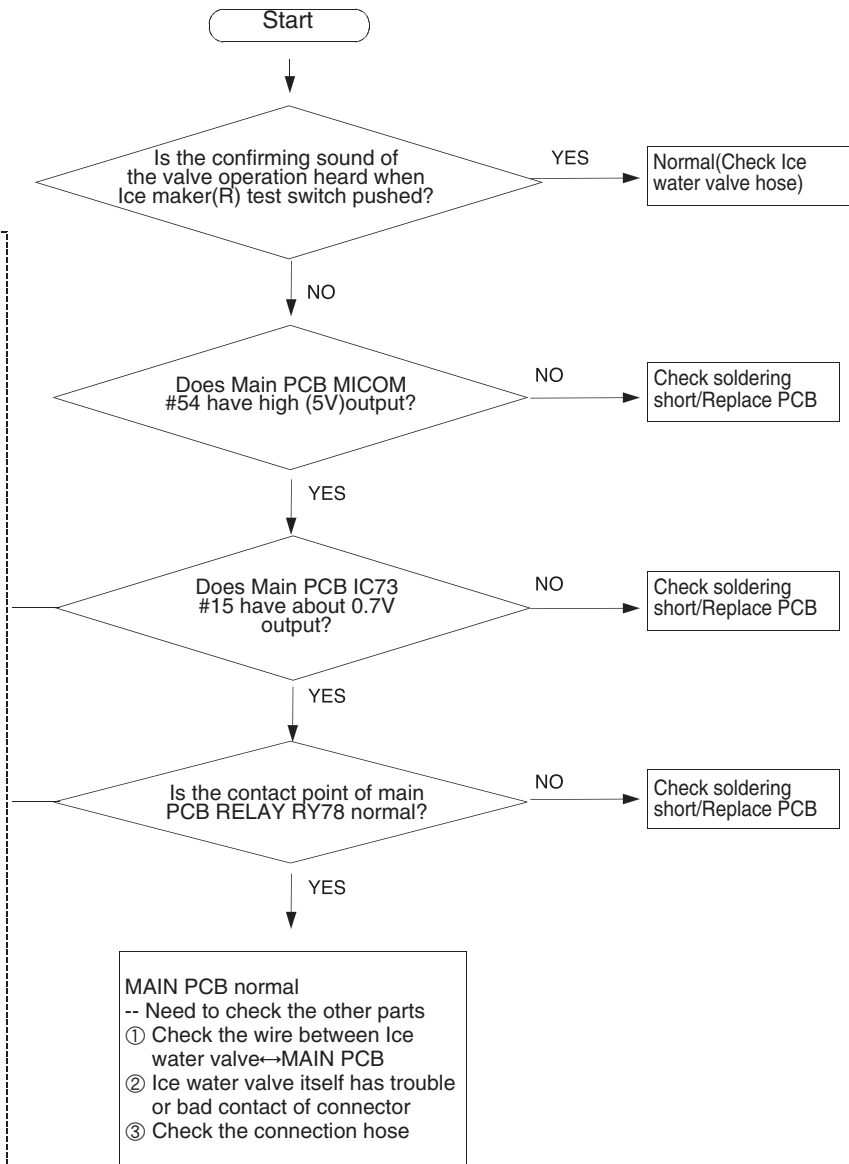 Start
Is the confirming sound of
the valve operation heard when
Ice maker(R) test switch pushed?
YES
Normal(Check Ice
water valve hose)
NO
Does Main PCB MICOM
#54 have high (5V)output?
NO
Check soldering
short/Replace PCB
YES
Does Main PCB IC73
#15 have about 0.7V
output?
NO
Check soldering
short/Replace PCB
YES
Is the contact point of main
PCB RELAY RY78 normal?
NO
Check soldering
short/Replace PCB
YES
MAIN PCB normal
-- Need to check the other parts
① Check the wire between Ice
water valve↔MAIN PCB
② Ice water valve itself has trouble
or bad contact of connector
③ Check the connection hose